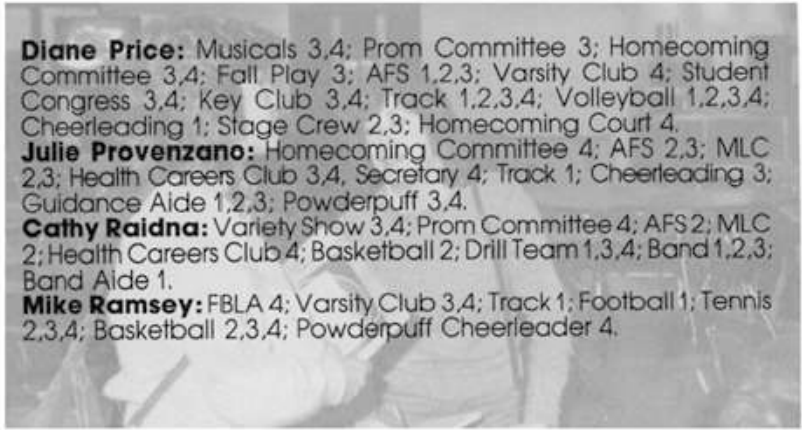 Diane Price: Musicals 3,4; Prom Committee 3; Homecoming
Committee 3,4; Fall Play 3; AFS 1,2,3; Varsity Club 4; Student
Congress 3,4; Key Club 3,4; Track 1,2,3,4; Volleyball 1,2,3,4;
Cheerleading 1; Stage Crew 2,3; Homecoming Court 4.
Julie Provenzano: Homecoming Committee 4; AFS 2,3; MLC
2,3; Health Careers Club 3,4, Secretary 4; Track 1; Cheerleading 3;
Guidance Aide 1,2,3; Powderpuff 3,4.
Cathy Raidna: Variety Show 3,4; Prom Committee 4; AFS 2; MLC
2; Health Careers Club 4; Basketball 2; Drill Team 1,3,4; Band 1,2,3;
Band Aide 1.
Mike Ramsey: FBLA 4; Varsity Club 3,4; Track 1; Football 1; Tennis
2,3,4; Basketball 2,3,4; Powderpuff Cheerleader 4.